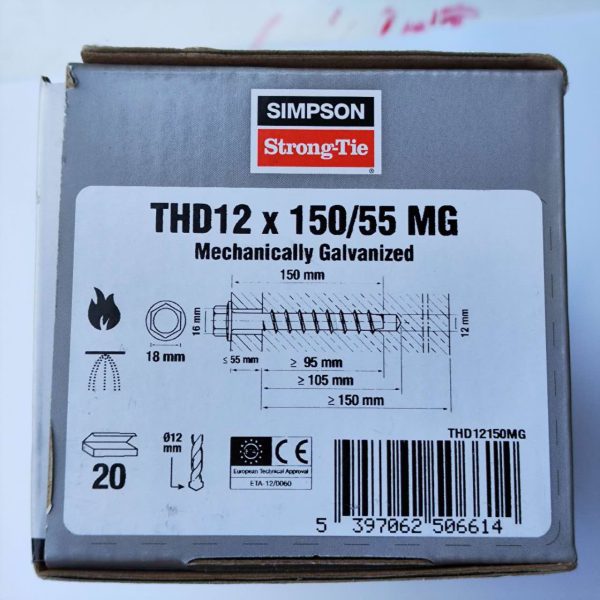 SIMPSON
Strong-Tie
®
THD12 x 150/55 MG
Mechanically Galvanized
150 mm
16 mm
12 mm
18 mm
≤ 55 mm
≥ 95 mm
≥ 105 mm
≥ 150 mm
THD12150MG
20
Ø12
mm
CE
European Technical Approval
ETA-12/0060
5 397062 506614